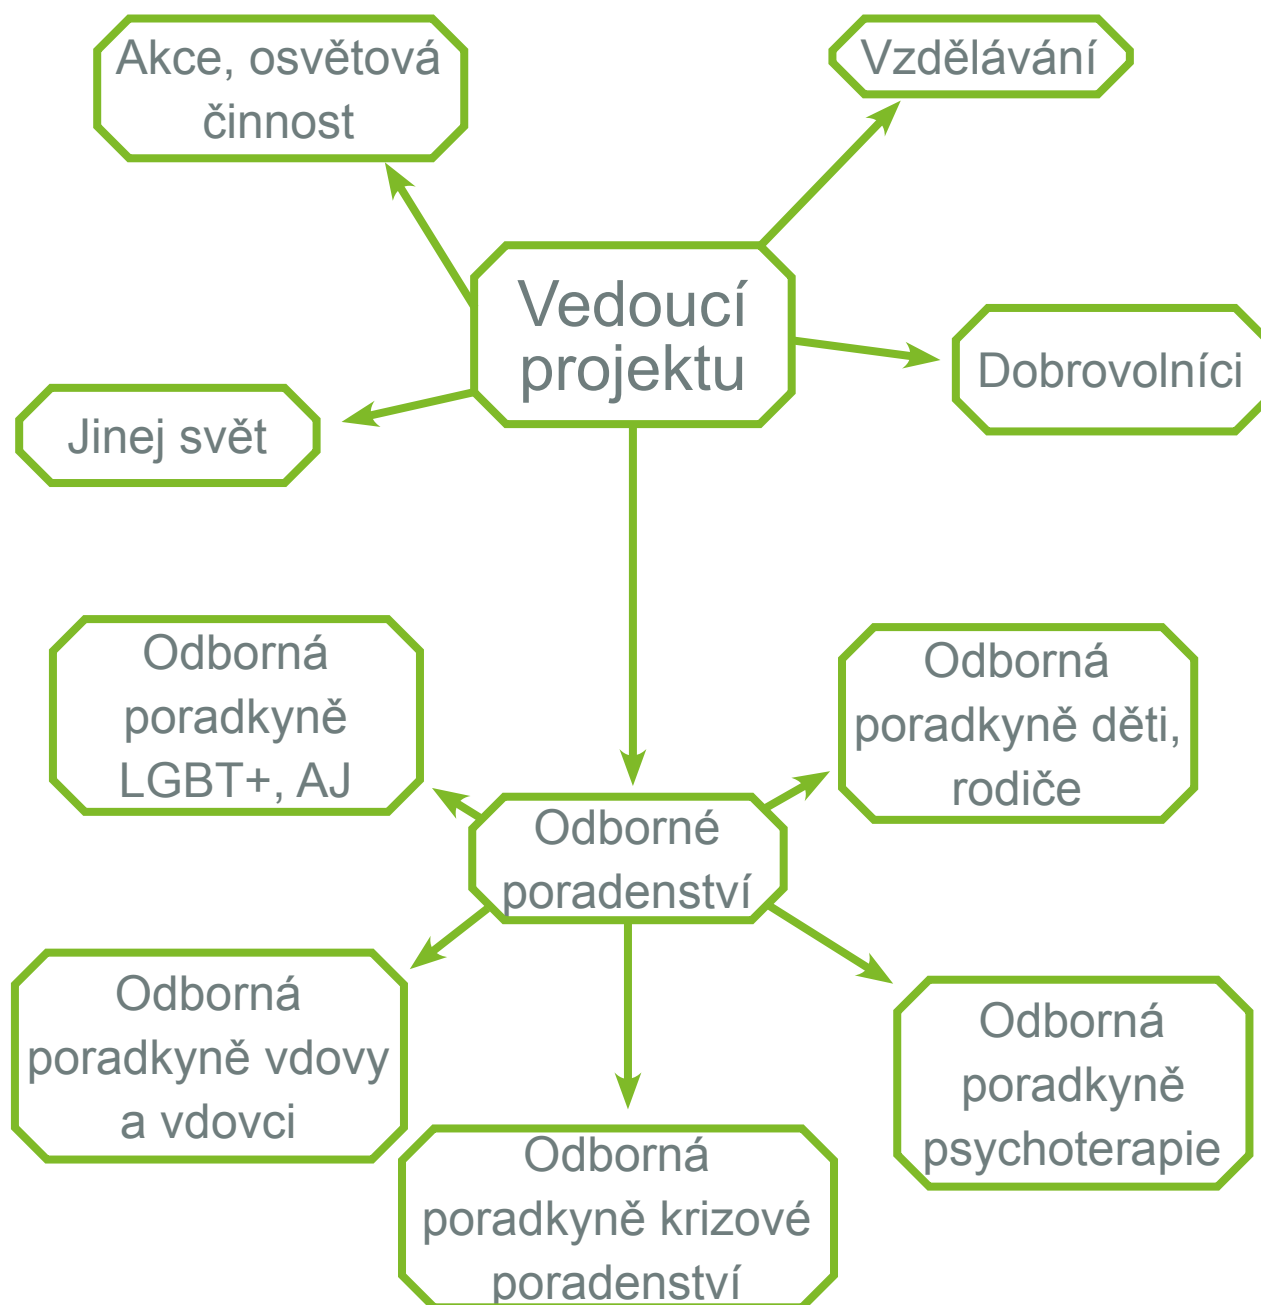 Akce, osvětová
činnost
Vzdělávání
Vedoucí
projektu
Dobrovolníci
Jinej svět
Odborná
poradkyně
LGBT+, AJ
Odborná
poradkyně děti,
rodiče
Odborné
poradenství
Odborná
poradkyně vdovy
a vdovci
Odborná
poradkyně
psychoterapie
Odborná
poradkyně krizové
poradenství